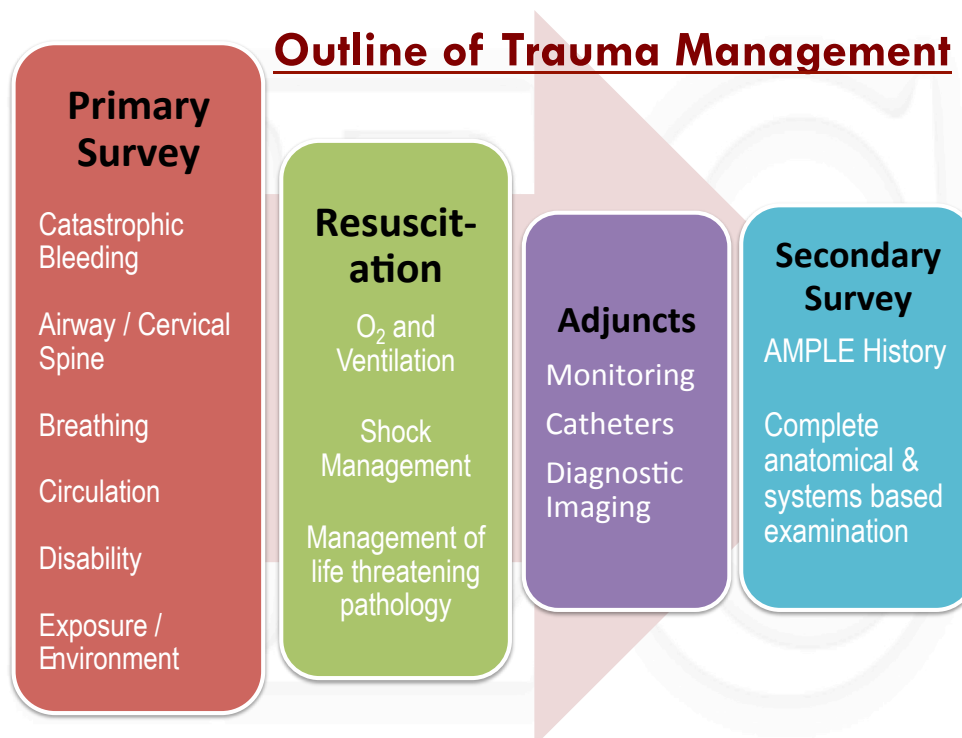 Outline of Trauma Management
Primary
Survey
Catastrophic
Bleeding
Airway / Cervical
Spine
Breathing
Circulation
Disability
Exposure /
Environment
Resuscit-
ation
O₂ and
Ventilation
Shock
Management
Management of
life threatening
pathology
Adjuncts
Monitoring
Catheters
Diagnostic
Imaging
Secondary
Survey
AMPLE History
Complete
anatomical &
systems based
examination